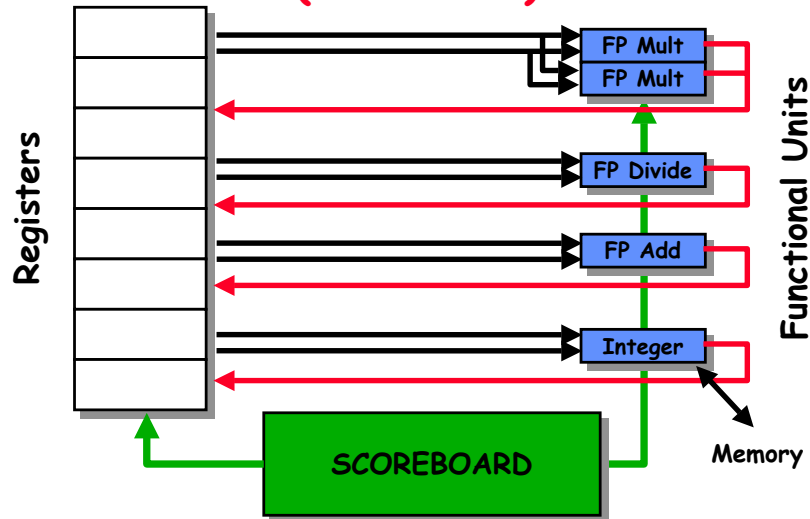 FP Mult
FP Mult
FP Divide
FP Add
Integer
Registers
Functional Units
SCOREBOARD
Memory